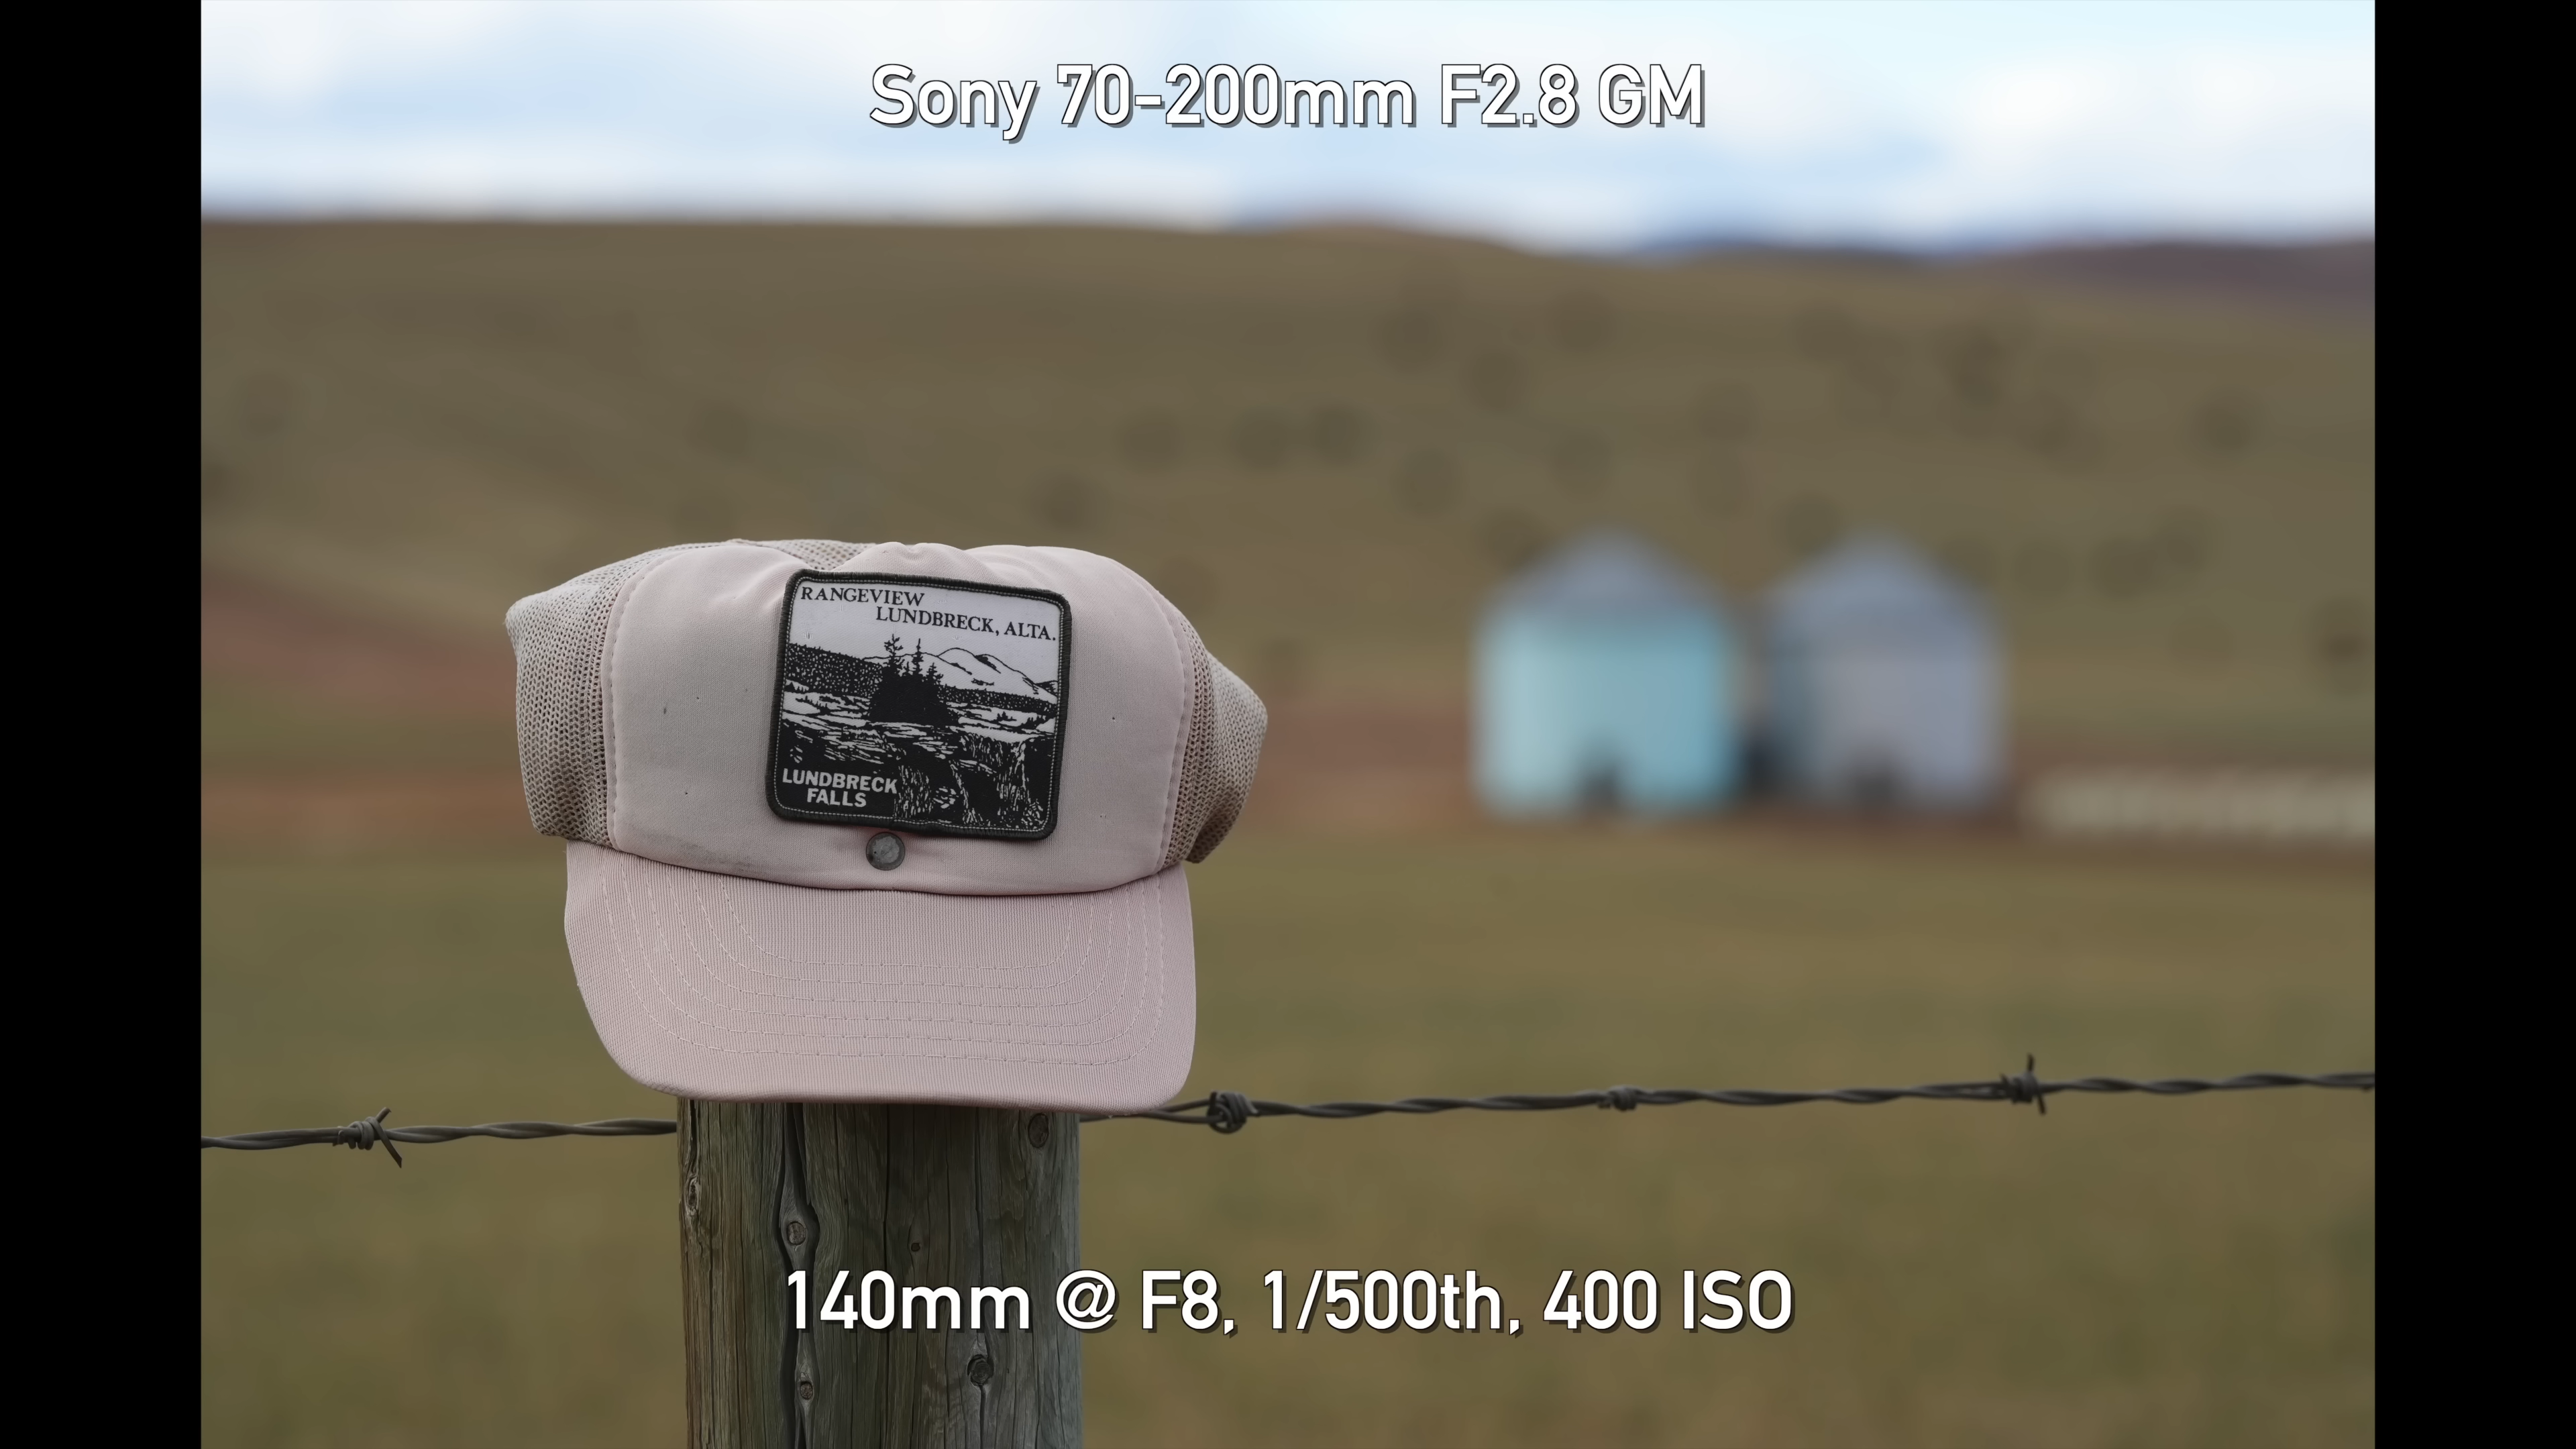 Sony 70-200mm F2.8 GM
RANGEVIEW
LUNDBRECK, ALTA.
LUNDBRECK
FALLS
140mm @ F8, 1/500th, 400 ISO